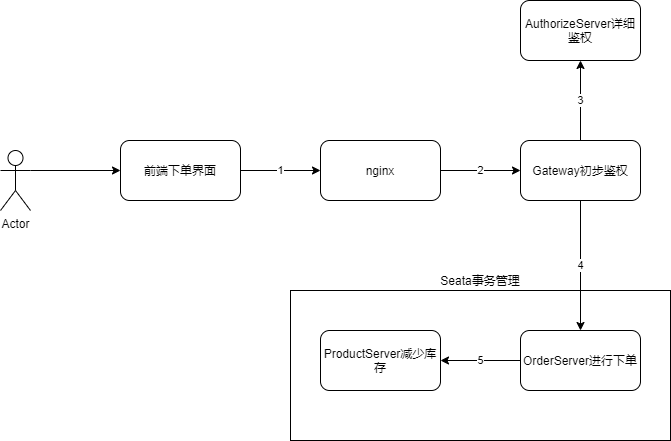 AuthorizeServer详细
鉴权
3
前端下单界面
1
nginx
2
Gateway初步鉴权
Actor
4
Seata事务管理
ProductServer减少库
存
5
OrderServer进行下单